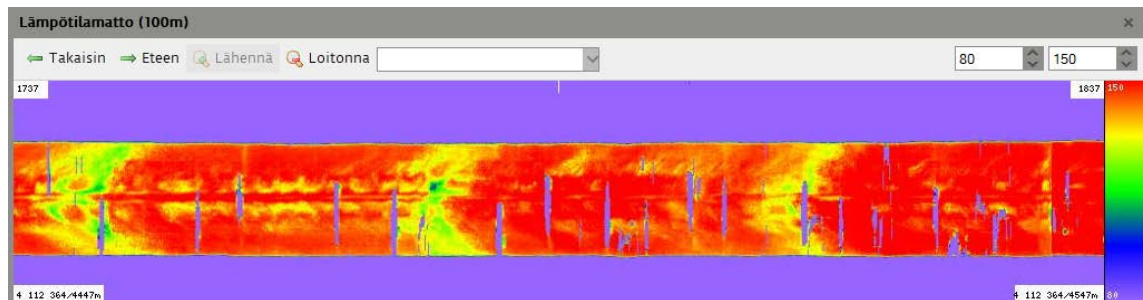 Lämpötilamatto (100m)
Takaisin Eteen Lähennä Loitonna 80 150
1737 1837 150
4 112 364/4447m 4 112 364/4547m 80